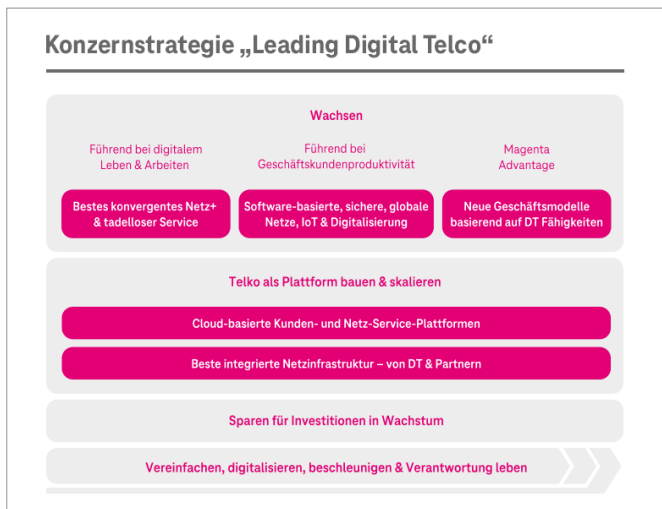 Konzernstrategie „Leading Digital Telco“
Wachsen
Führend bei digitalem
Leben & Arbeiten
Bestes konvergentes Netz+
& tadelloser Service
Führend bei
Geschäftskundenproduktivität
Software-basierte, sichere, globale
Netze, IoT & Digitalisierung
Magenta
Advantage
Neue Geschäftsmodelle
basierend auf DT Fähigkeiten
Telko als Plattform bauen & skalieren
Cloud-basierte Kunden- und Netz-Service-Plattformen
Beste integrierte Netzinfrastruktur – von DT & Partnern
Sparen für Investitionen in Wachstum
Vereinfachen, digitalisieren, beschleunigen & Verantwortung leben